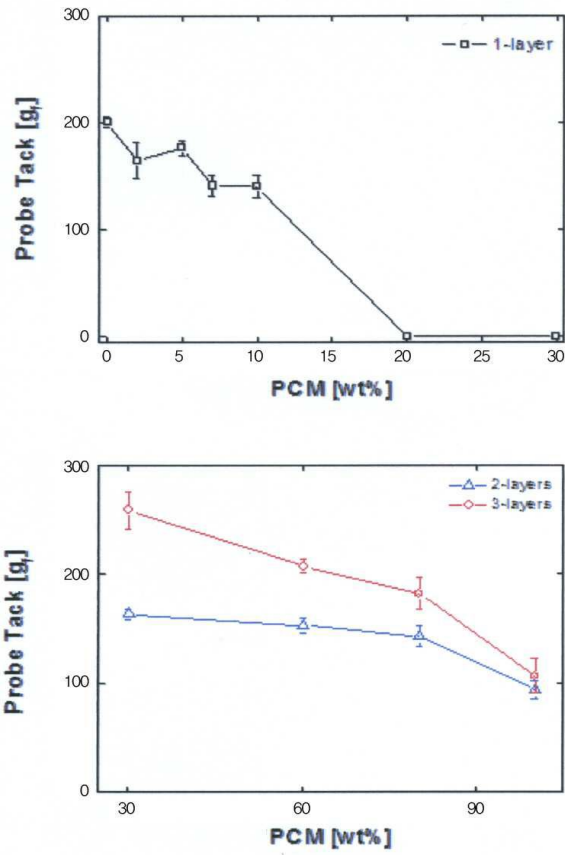 300
1-layer
200
100
0
Probe Tack [gf]
0 5 10 15 20 25 30
PCM [wt%]
300
2-layers
3-layers
200
100
0
Probe Tack [gf]
30 60 90
PCM [wt%]